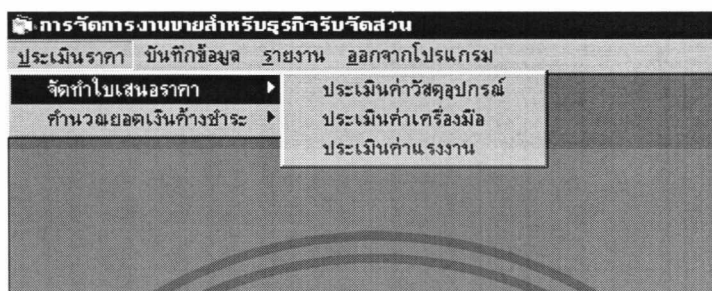 การจัดการงานขายสำหรับธุรกิจรับจัดสวน
ประเมินราคา บันทึกข้อมูล รายงาน ออกจากโปรแกรม
จัดทำใบเสนอราคา ประเมินค่าวัสดุอุปกรณ์
คำนวณยอดเงินค้างชำระ ประเมินค่าเครื่องมือ
ประเมินค่าแรงงาน